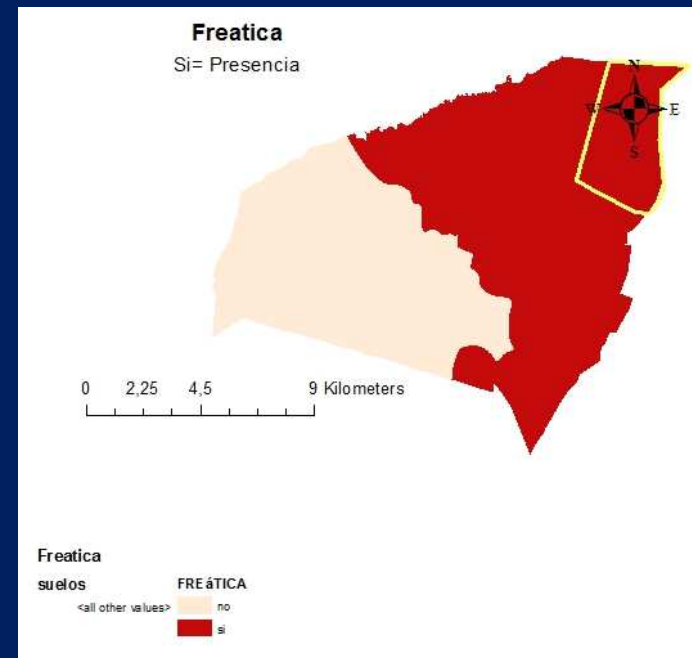 Freatica
Si= Presencia
N
W E
S
0 2,25 4,5 9 Kilometers
Freatica
suelos FREáTICA
<all other values> no
si